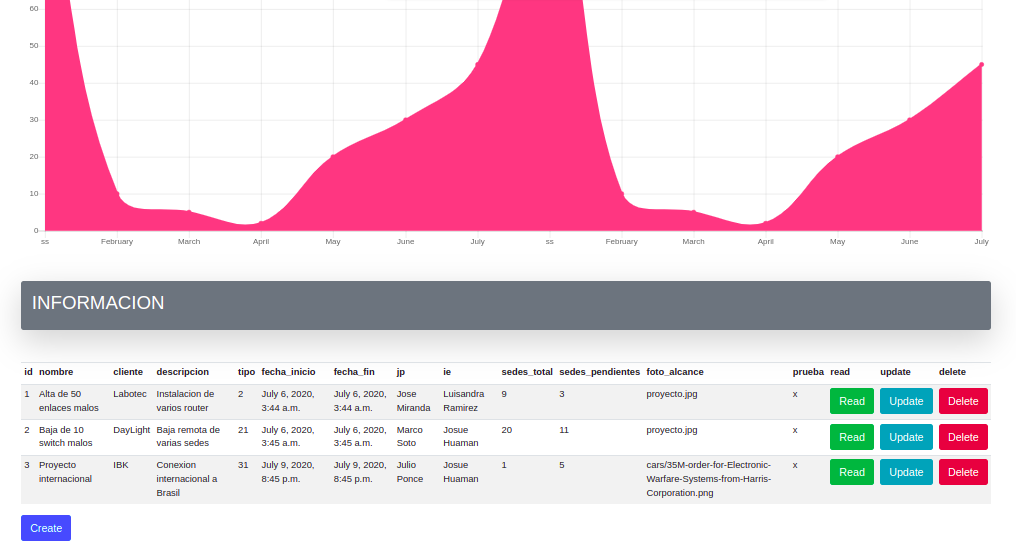 60
50
40
30
20
10
0
ss February March April May June July ss February March April May June July
INFORMACION
id nombre cliente descripcion tipo fecha_inicio fecha_fin jp ie sedes_total sedes_pendientes foto_alcance prueba read update delete
1 Alta de 50 Labotec Instalacion de 2 July 6, 2020, July 6, 2020, Jose Luisandra 9 3 proyecto.jpg x Read Update Delete
enlaces malos varios router 3:44 a.m. 3:44 a.m. Miranda Ramirez
2 Baja de 10 DayLight Baja remota de 21 July 6, 2020, July 6, 2020, Marco Josue 20 11 proyecto.jpg x Read Update Delete
switch malos varias sedes 3:45 a.m. 3:45 a.m. Soto Huaman
3 Proyecto IBK Conexion 31 July 9, 2020, July 9, 2020, Julio Josue 1 5 cars/35M-order-for-Electronic- x Read Update Delete
internacional internacional a 8:45 p.m. 8:45 p.m. Ponce Huaman Warfare-Systems-from-Harris-
Brasil Corporation.png
Create